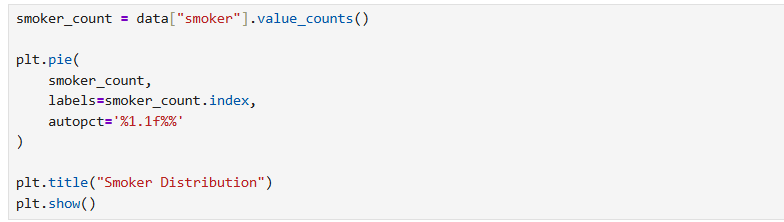 smoker_count = data["smoker"].value_counts()

plt.pie(
    smoker_count,
    labels=smoker_count.index,
    autopct='%1.1f%%'
)

plt.title("Smoker Distribution")
plt.show()